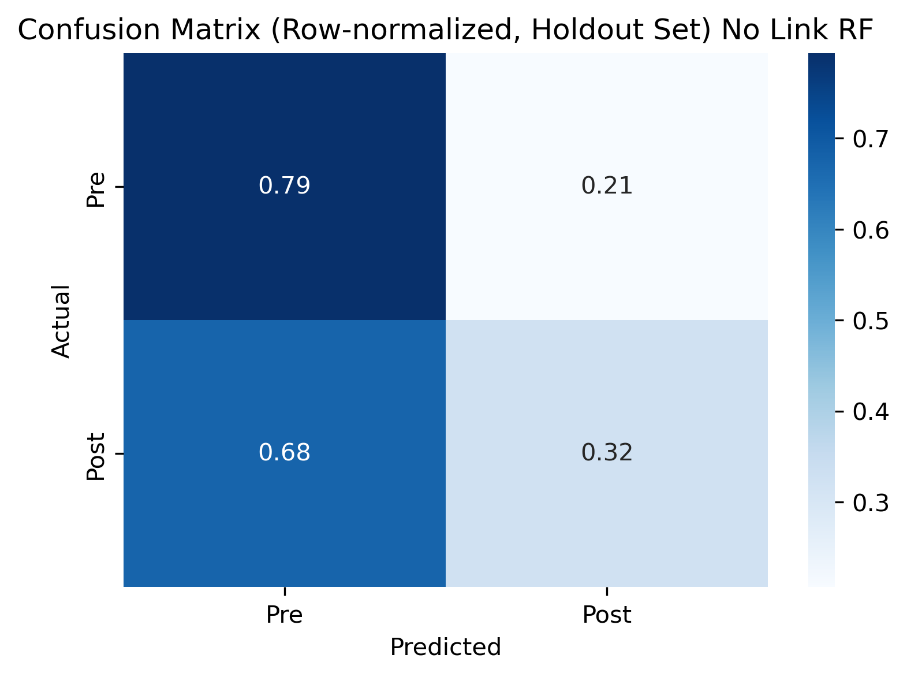 Confusion Matrix (Row-normalized, Holdout Set) No Link RF
Actual
Pre
0.79
0.21
Post
0.68
0.32
Pre
Post
Predicted
0.7
0.6
0.5
0.4
0.3